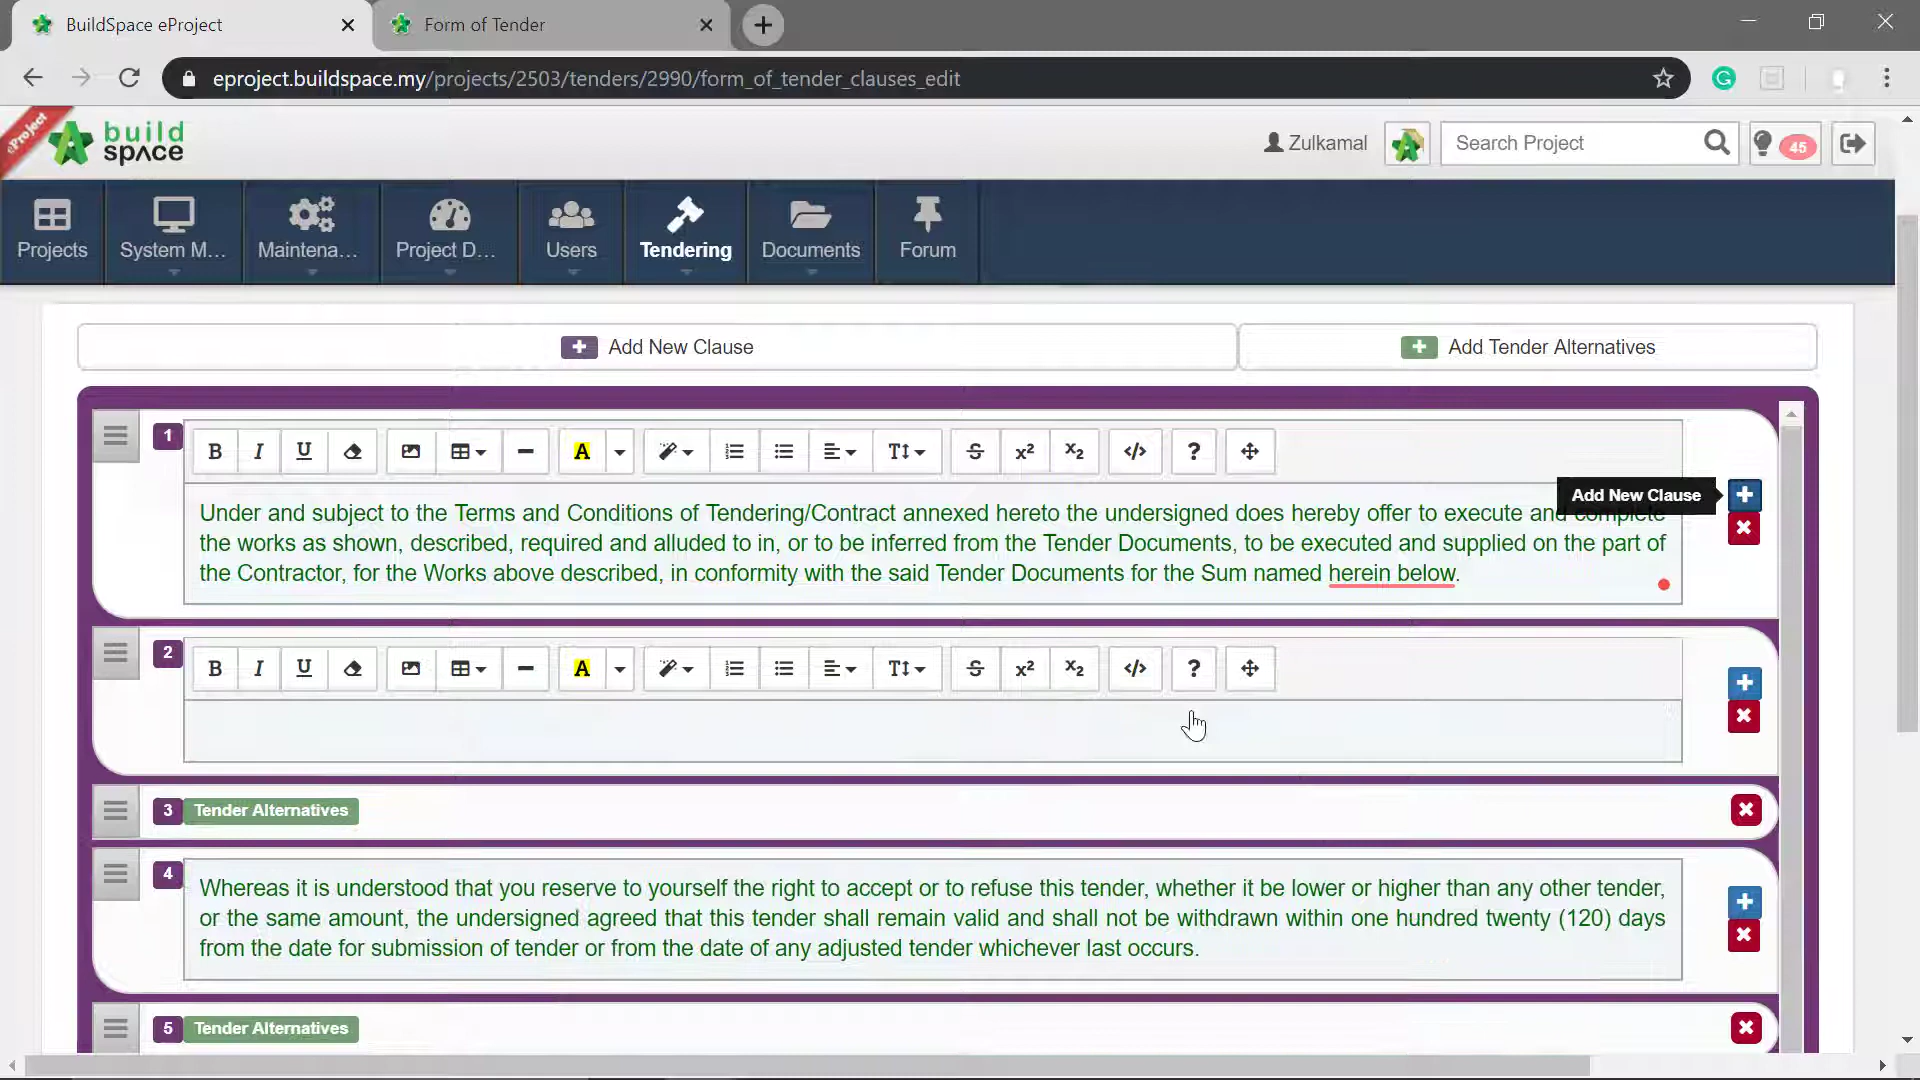 BuildSpace eProject
Form of Tender
eproject.buildspace.my/projects/2503/tenders/2990/form_of_tender_clauses_edit
eProject
build
space
Zulkamal
Search Project
45
Projects
System M...
Maintena...
Project D...
Users
Tendering
Documents
Forum
Add New Clause
Add Tender Alternatives
1
Add New Clause
Under and subject to the Terms and Conditions of Tendering/Contract annexed hereto the undersigned does hereby offer to execute and complete
the works as shown, described, required and alluded to in, or to be inferred from the Tender Documents, to be executed and supplied on the part of
the Contractor, for the Works above described, in conformity with the said Tender Documents for the Sum named herein below.
2
3 Tender Alternatives
4
Whereas it is understood that you reserve to yourself the right to accept or to refuse this tender, whether it be lower or higher than any other tender,
or the same amount, the undersigned agreed that this tender shall remain valid and shall not be withdrawn within one hundred twenty (120) days
from the date for submission of tender or from the date of any adjusted tender whichever last occurs.
5 Tender Alternatives